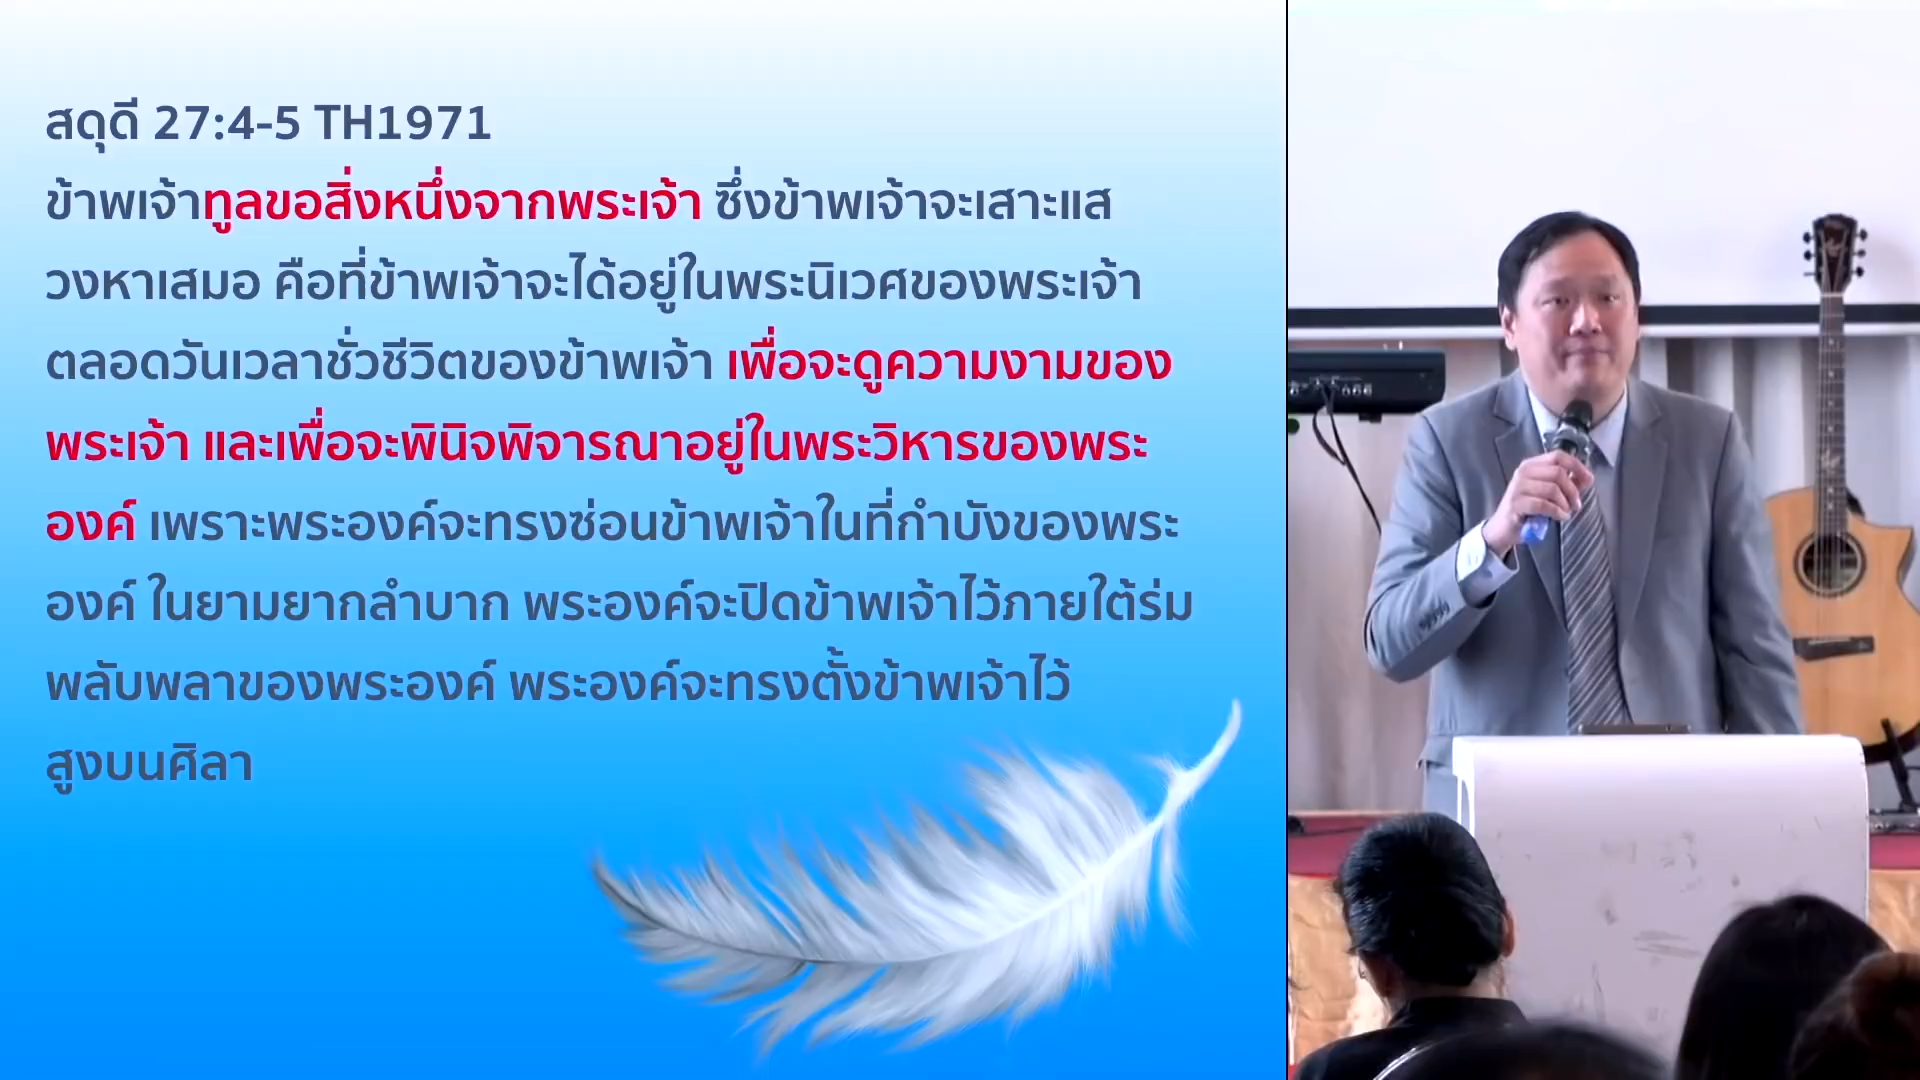 สดุดี 27:4-5 TH1971
ข้าพเจ้าทูลขอสิ่งหนึ่งจากพระเจ้า ซึ่งข้าพเจ้าจะเสาะแส
วงหาเสมอ คือที่ข้าพเจ้าจะได้อยู่ในพระนิเวศของพระเจ้า
ตลอดวันเวลาชั่วชีวิตของข้าพเจ้า เพื่อจะดูความงามของ
พระเจ้า และเพื่อจะพินิจพิจารณาอยู่ในพระวิหารของพระ
องค์ เพราะพระองค์จะทรงซ่อนข้าพเจ้าในที่กำบังของพระ
องค์ ในยามยากลำบาก พระองค์จะปิดข้าพเจ้าไว้ภายใต้ร่ม
พลับพลาของพระองค์ พระองค์จะทรงตั้งข้าพเจ้าไว้
สูงบนศิลา